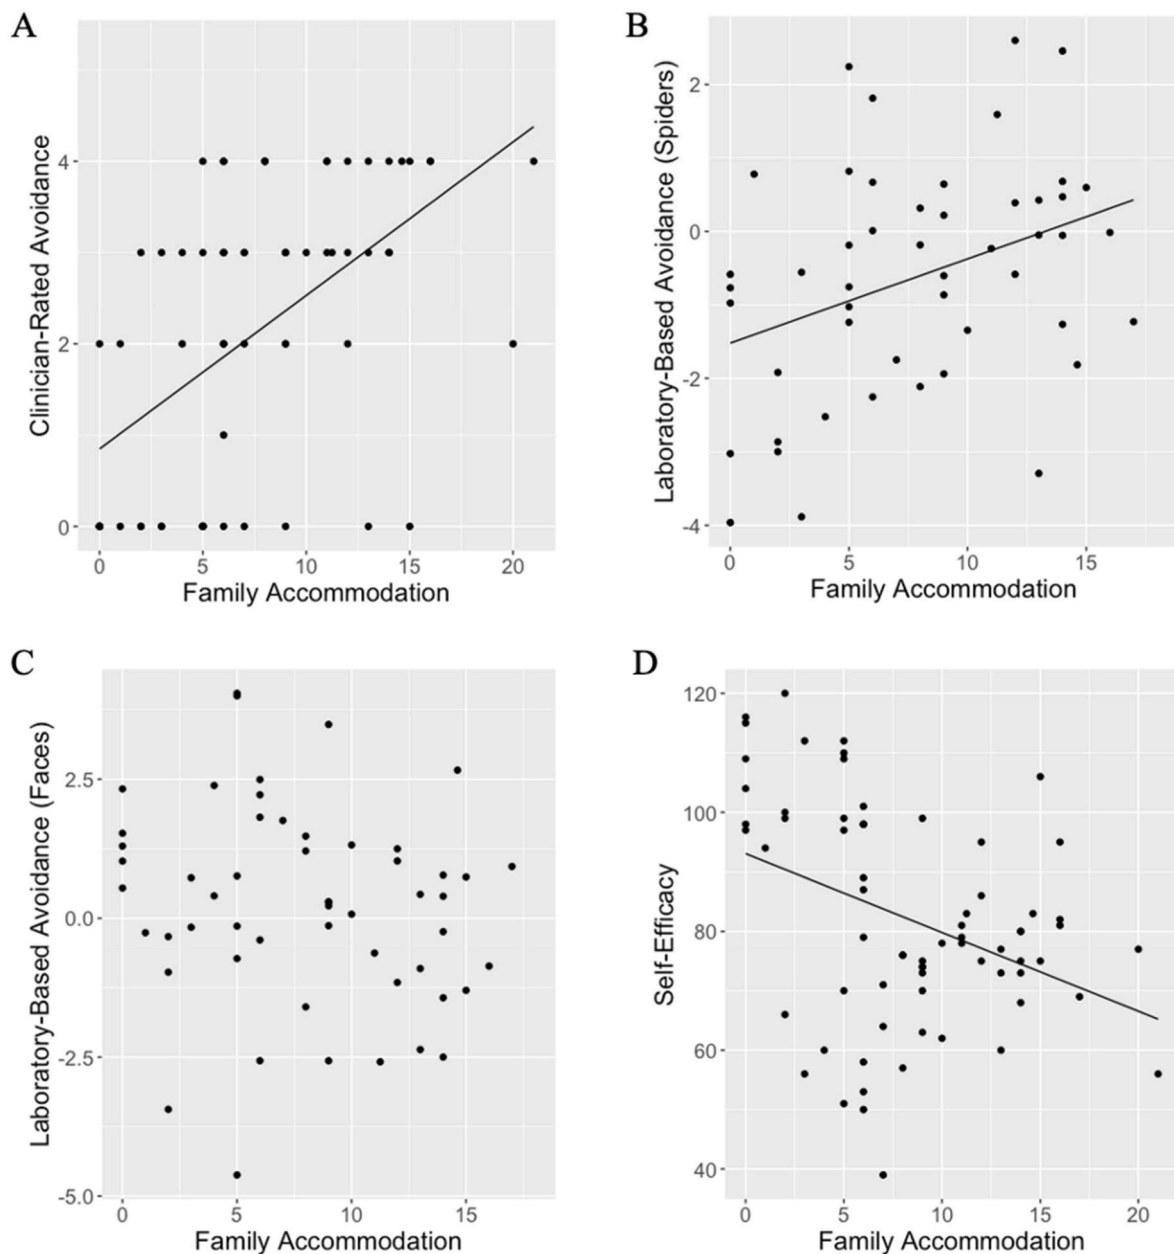 A
Clinician-Rated Avoidance
4
2
0
0 5 10 15 20
Family Accommodation
B
Laboratory-Based Avoidance (Spiders)
2
0
-2
-4
0 5 10 15
Family Accommodation
C
Laboratory-Based Avoidance (Faces)
2.5
0.0
-2.5
-5.0
0 5 10 15
Family Accommodation
D
Self-Efficacy
120
100
80
60
40
0 5 10 15 20
Family Accommodation